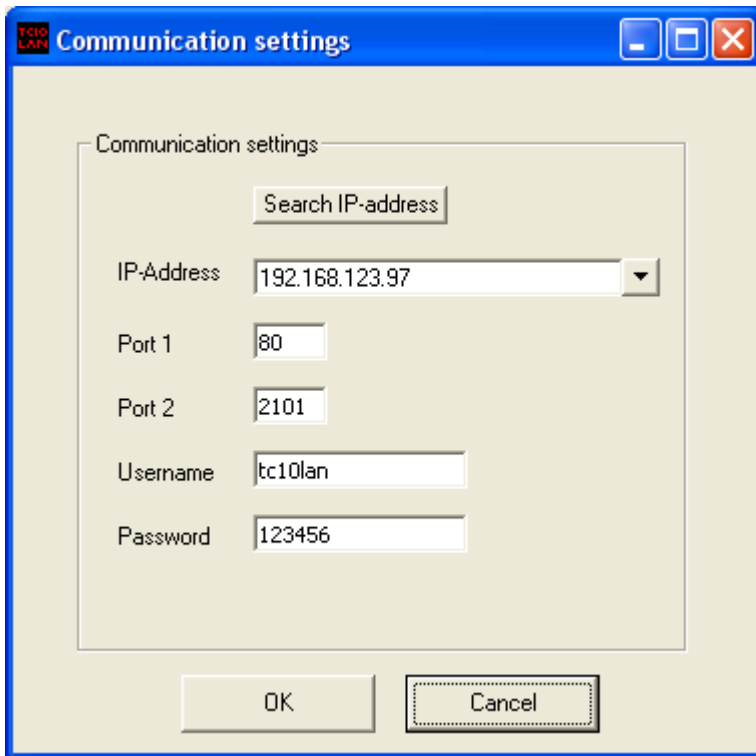 TC10
LAN
Communication settings
Communication settings
Search IP-address
IP-Address 192.168.123.97
Port 1 80
Port 2 2101
Username tc10lan
Password 123456
OK Cancel